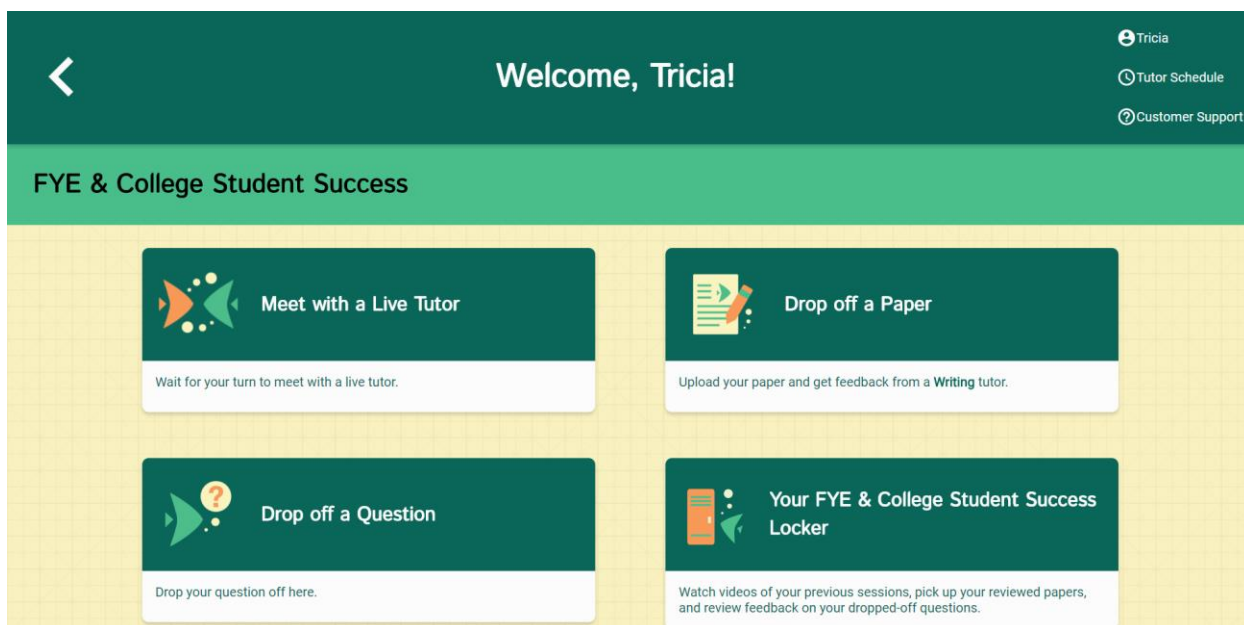 Welcome, Tricia!
Tricia
Tutor Schedule
Customer Support
FYE & College Student Success
Meet with a Live Tutor
Wait for your turn to meet with a live tutor.
Drop off a Paper
Upload your paper and get feedback from a Writing tutor.
?
Drop off a Question
Drop your question off here.
Your FYE & College Student Success
Locker
Watch videos of your previous sessions, pick up your reviewed papers,
and review feedback on your dropped-off questions.